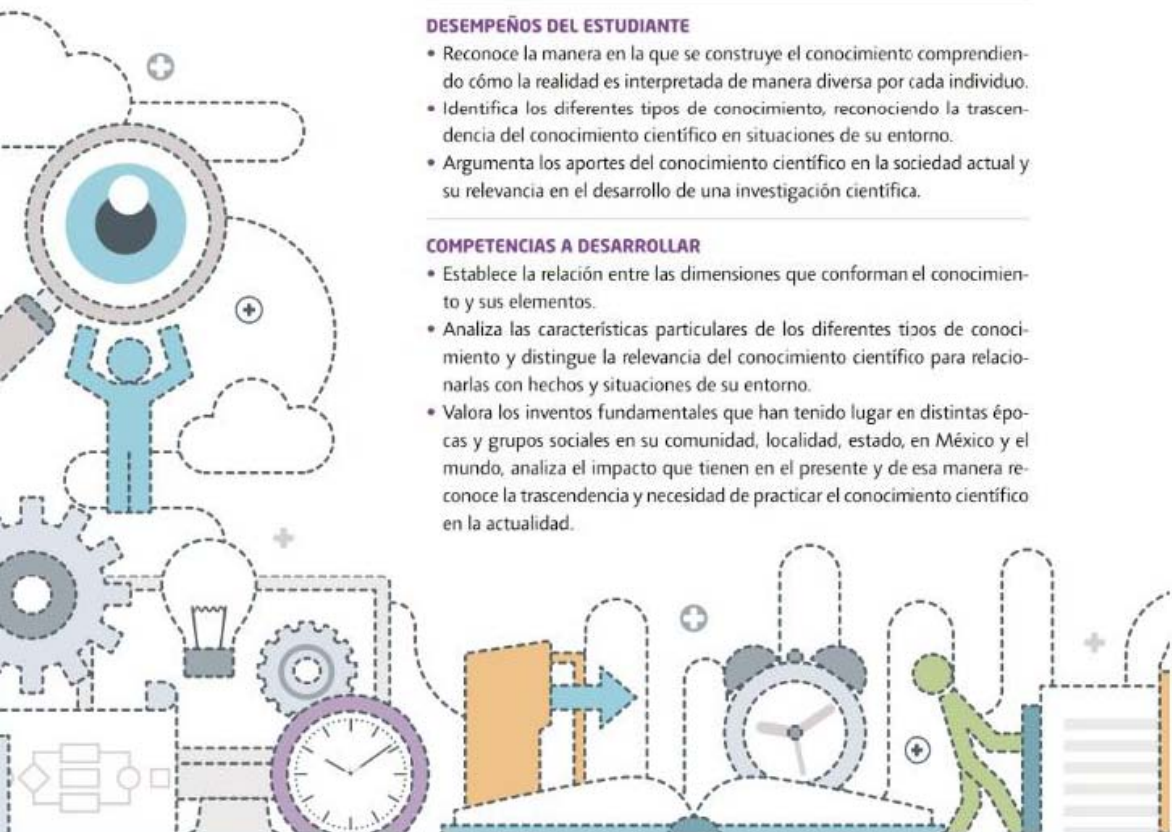 DESEMPEÑOS DEL ESTUDIANTE
• Reconoce la manera en la que se construye el conocimiento comprendien-
do cómo la realidad es interpretada de manera diversa por cada individuo.
• Identifica los diferentes tipos de conocimiento, reconociendo la trascen-
dencia del conocimiento científico en situaciones de su entorno.
• Argumenta los aportes del conocimiento científico en la sociedad actual y
su relevancia en el desarrollo de una investigación científica.
COMPETENCIAS A DESARROLLAR
• Establece la relación entre las dimensiones que conforman el conocimien-
to y sus elementos.
• Analiza las características particulares de los diferentes tipos de conoci-
miento y distingue la relevancia del conocimiento científico para relacio-
narlas con hechos y situaciones de su entorno.
• Valora los inventos fundamentales que han tenido lugar en distintas épo-
cas y grupos sociales en su comunidad, localidad, estado, en México y el
mundo, analiza el impacto que tienen en el presente y de esa manera re-
conoce la trascendencia y necesidad de practicar el conocimiento científico
en la actualidad.